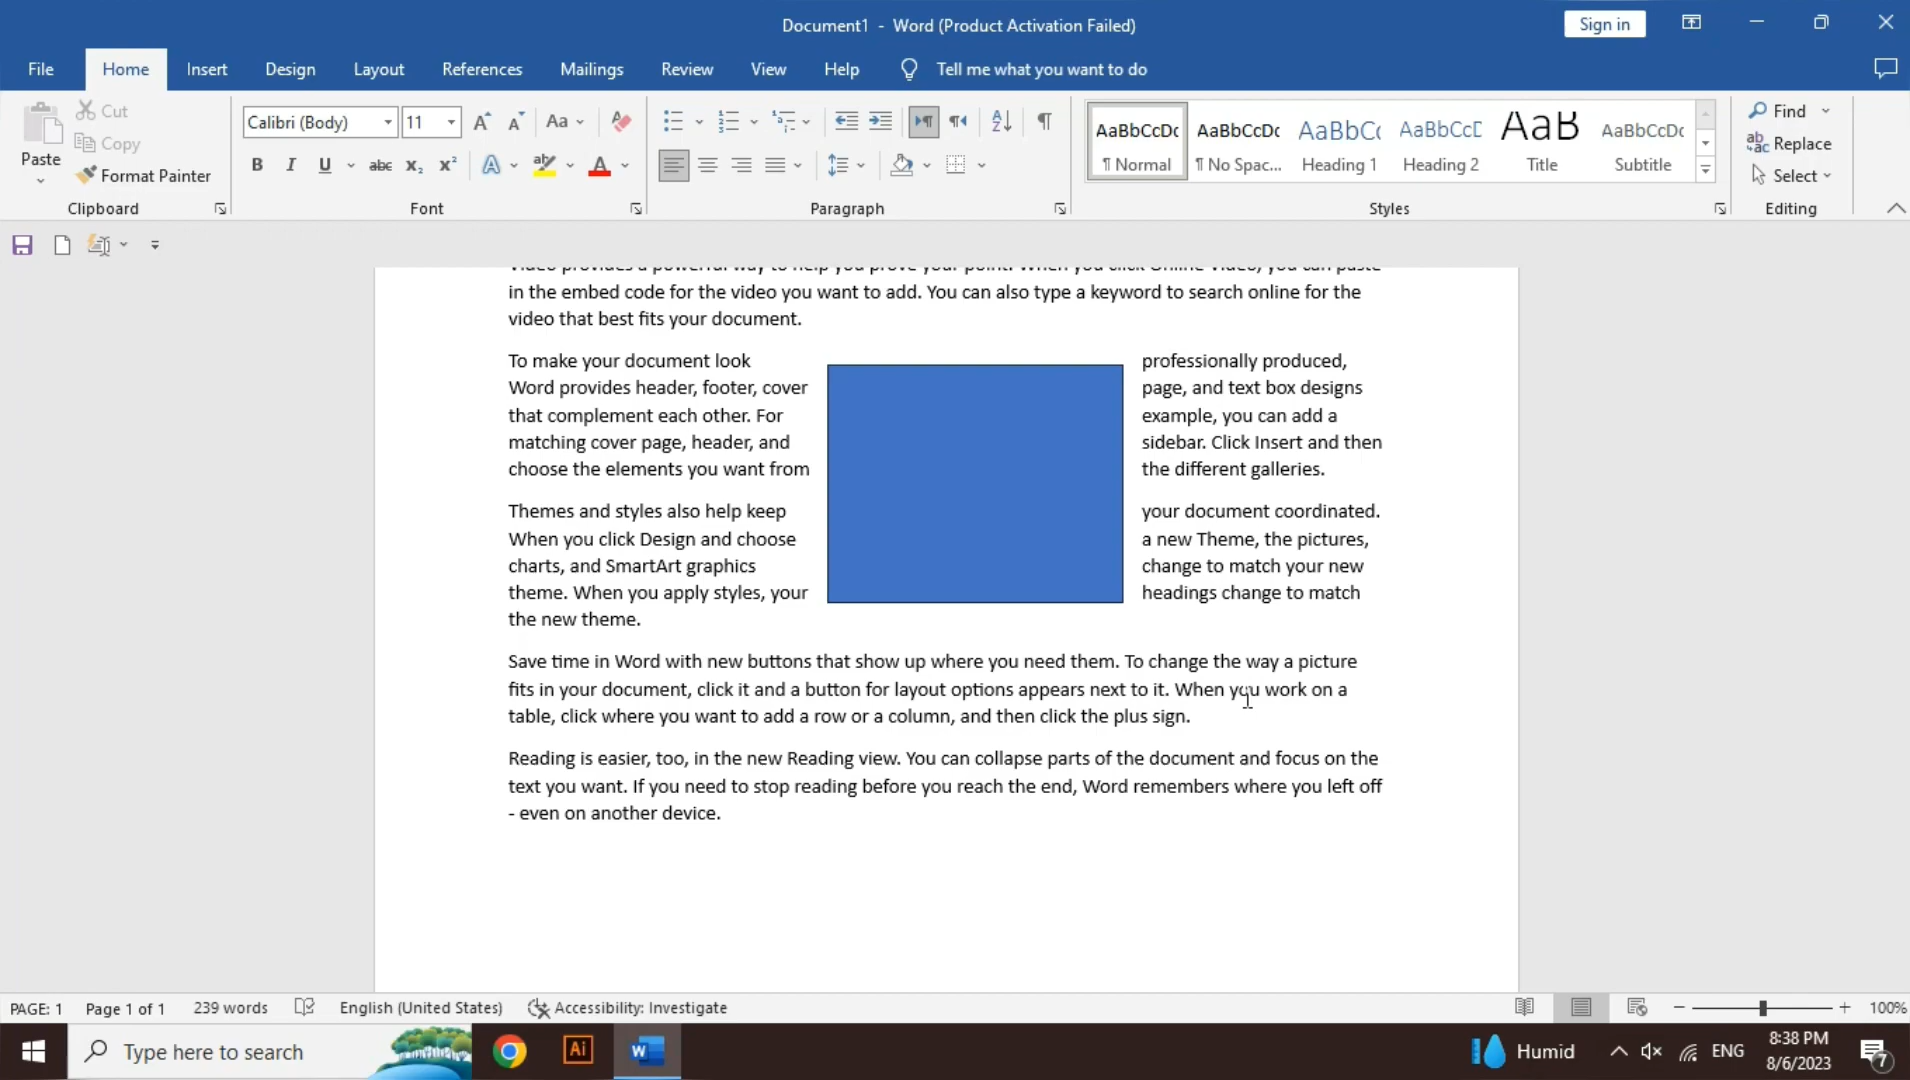 Document1 - Word (Product Activation Failed)
Sign in
File Home Insert Design Layout References Mailings Review View Help Tell me what you want to do
Paste
Cut
Copy
Format Painter
Clipboard
Calibri (Body) 11
Aa
B I U abc x₂ x² A ab A
Font
Paragraph
AaBbCcDc AaBbCcDc AaBbC AaBbCcD AaB AaBbCcDc
¶ Normal ¶ No Spac... Heading 1 Heading 2 Title Subtitle
Styles
Find
Replace
Select
Editing
Video provides a powerful way to help you prove your point. When you click Online Video, you can paste
in the embed code for the video you want to add. You can also type a keyword to search online for the
video that best fits your document.
To make your document look professionally produced,
Word provides header, footer, cover page, and text box designs
that complement each other. For example, you can add a
matching cover page, header, and sidebar. Click Insert and then
choose the elements you want from the different galleries.
Themes and styles also help keep your document coordinated.
When you click Design and choose a new Theme, the pictures,
charts, and SmartArt graphics change to match your new
theme. When you apply styles, your headings change to match
the new theme.
Save time in Word with new buttons that show up where you need them. To change the way a picture
fits in your document, click it and a button for layout options appears next to it. When you work on a
table, click where you want to add a row or a column, and then click the plus sign.
Reading is easier, too, in the new Reading view. You can collapse parts of the document and focus on the
text you want. If you need to stop reading before you reach the end, Word remembers where you left off
- even on another device.
PAGE: 1 Page 1 of 1 239 words English (United States) Accessibility: Investigate 100%
Type here to search
Ai
W
Humid
ENG
8:38 PM
8/6/2023
7